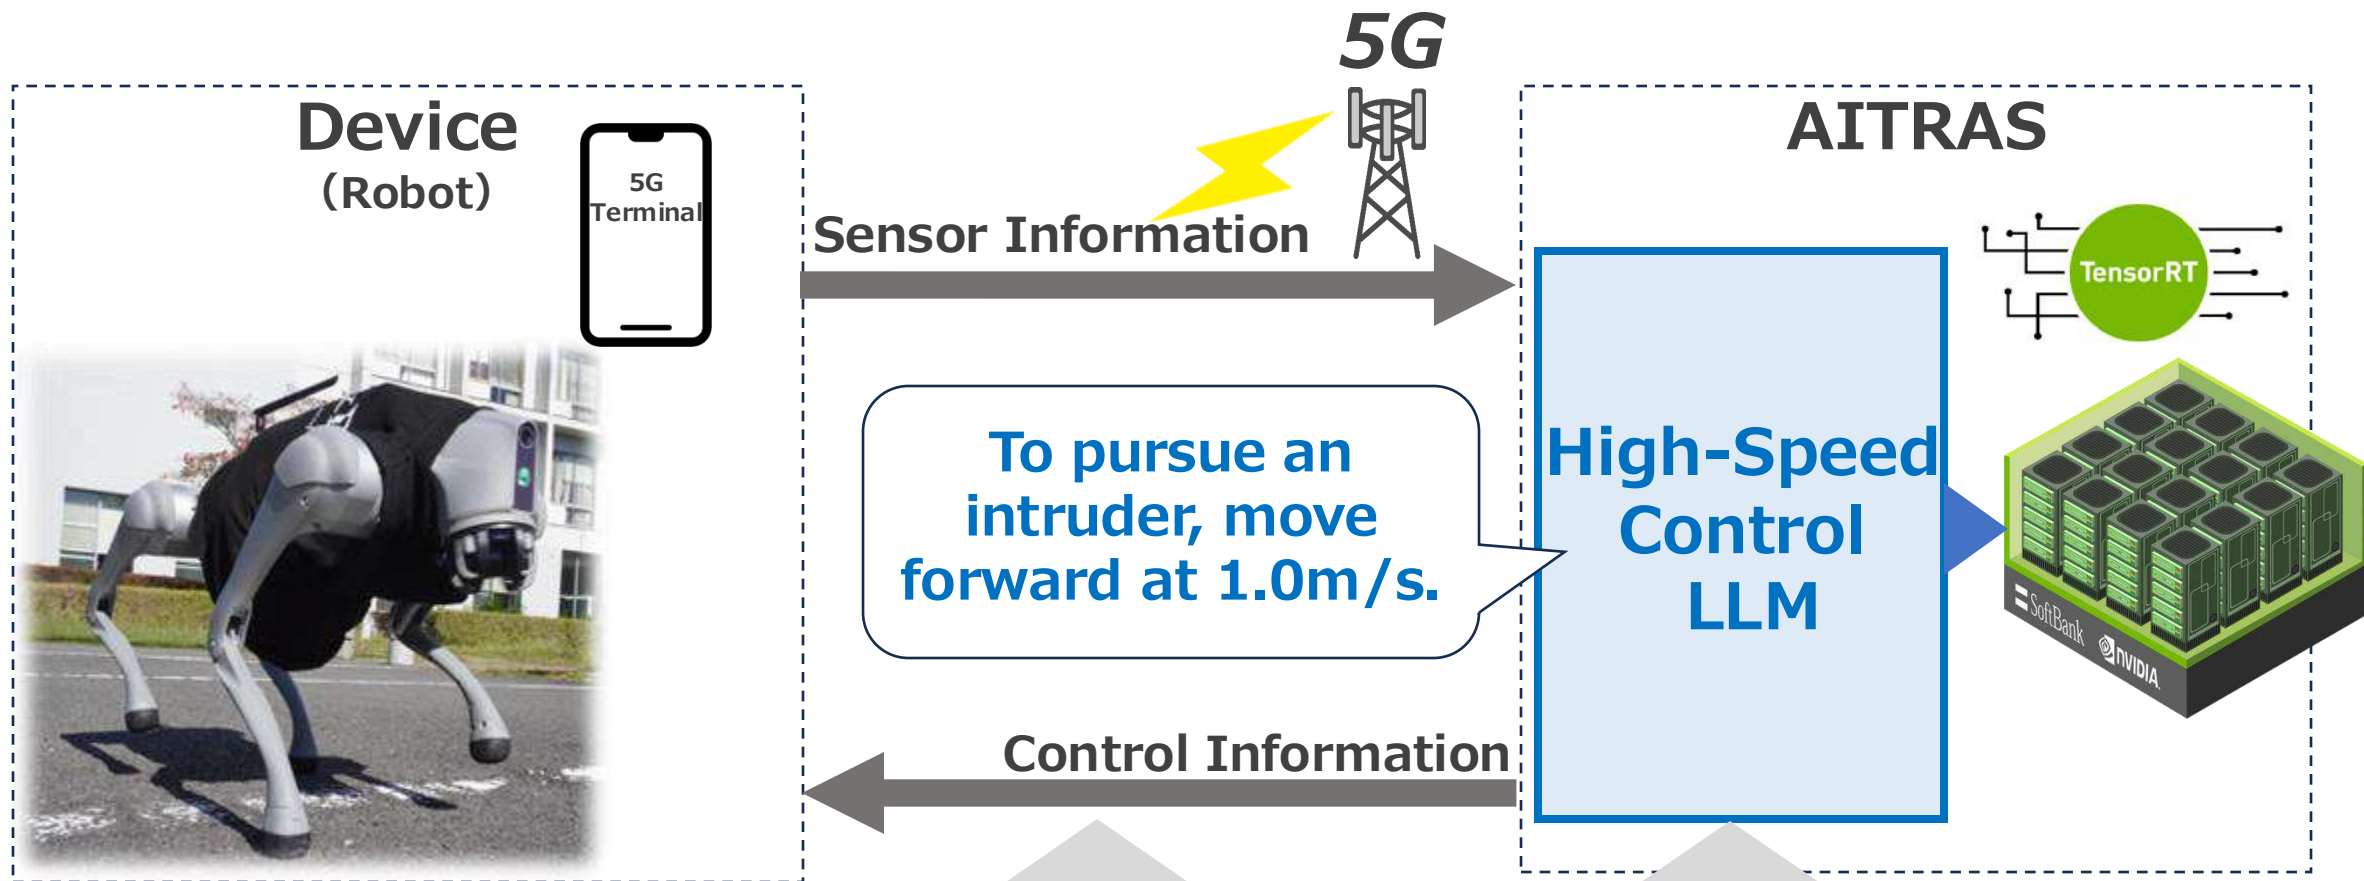 5G
Device
(Robot)
5G
Terminal
Sensor Information
AITRAS
TensorRT
To pursue an
intruder, move
forward at 1.0m/s.
High-Speed
Control
LLM
SoftBank
NVIDIA
Control Information